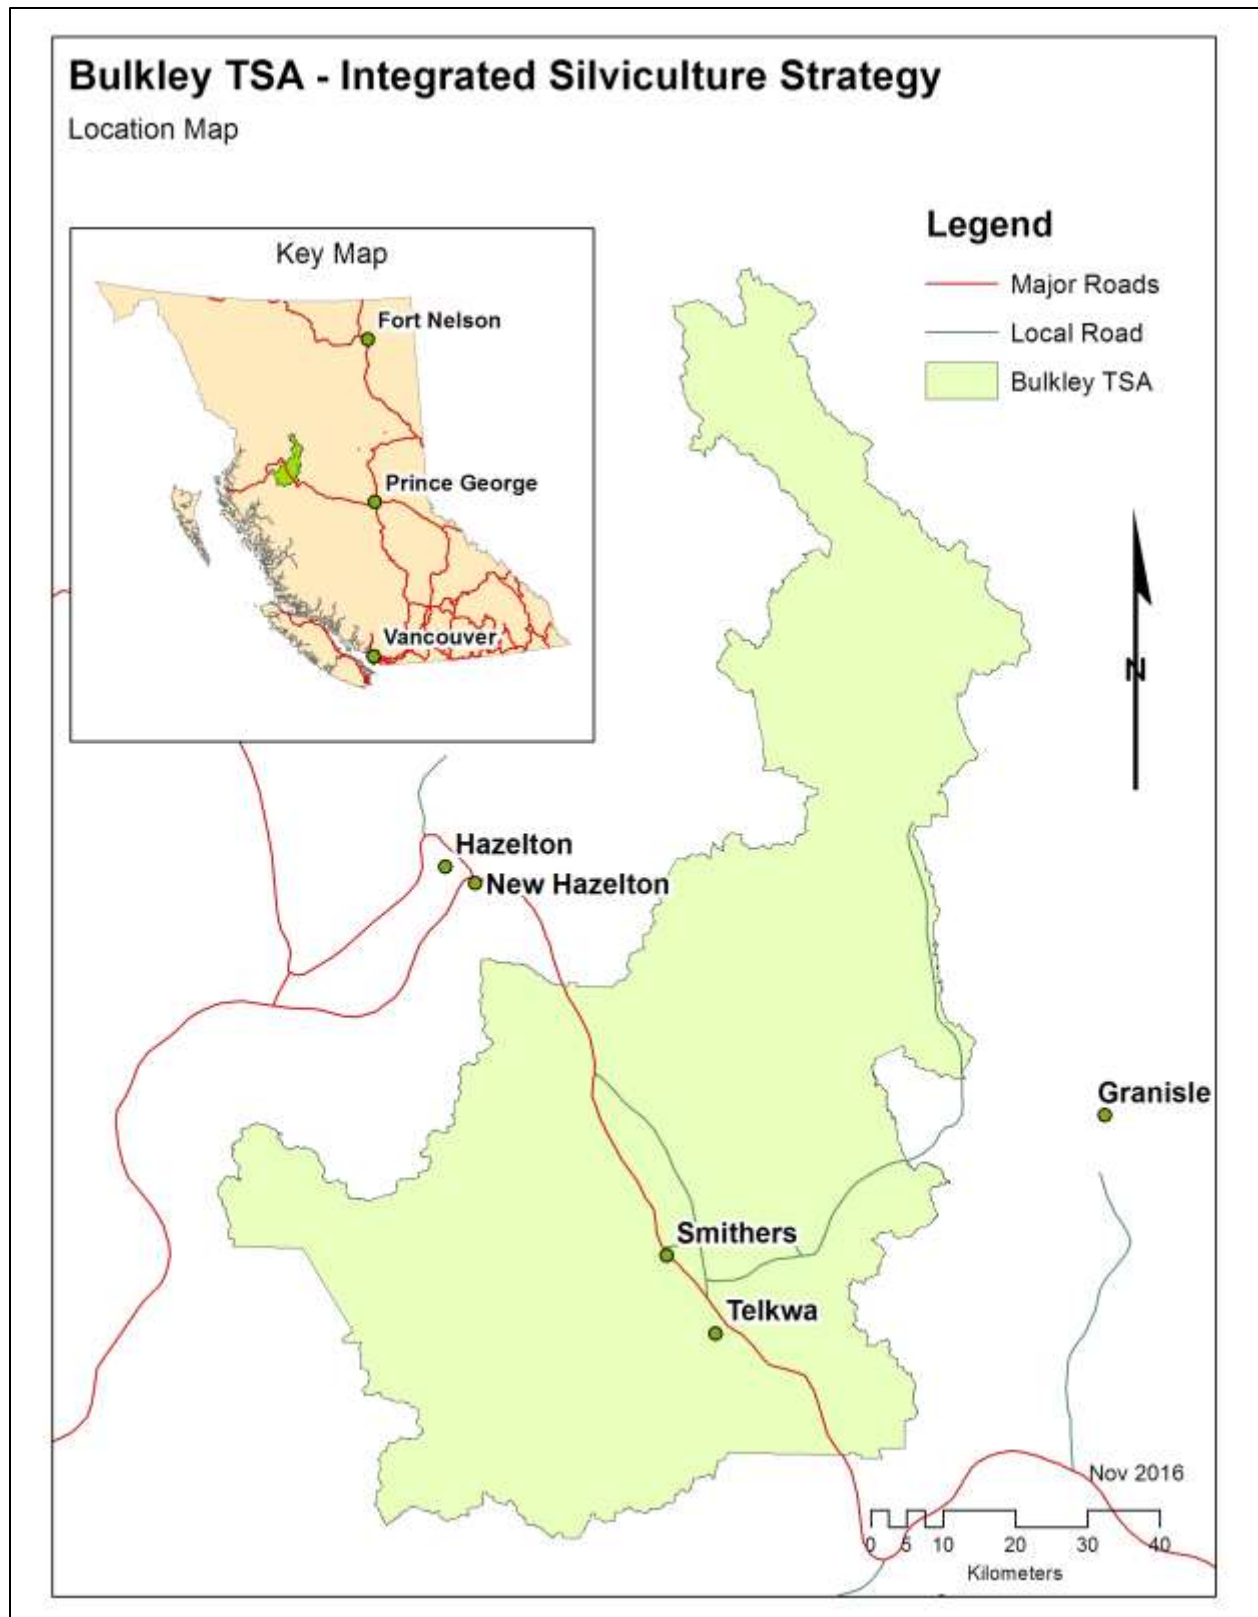 Bulkley TSA - Integrated Silviculture Strategy
Location Map
Key Map
Fort Nelson
Prince George
Vancouver
Legend
Major Roads
Local Road
Bulkley TSA
N
Hazelton
New Hazelton
Granisle
Smithers
Telkwa
Nov 2016
0 5 10 20 30 40
Kilometers